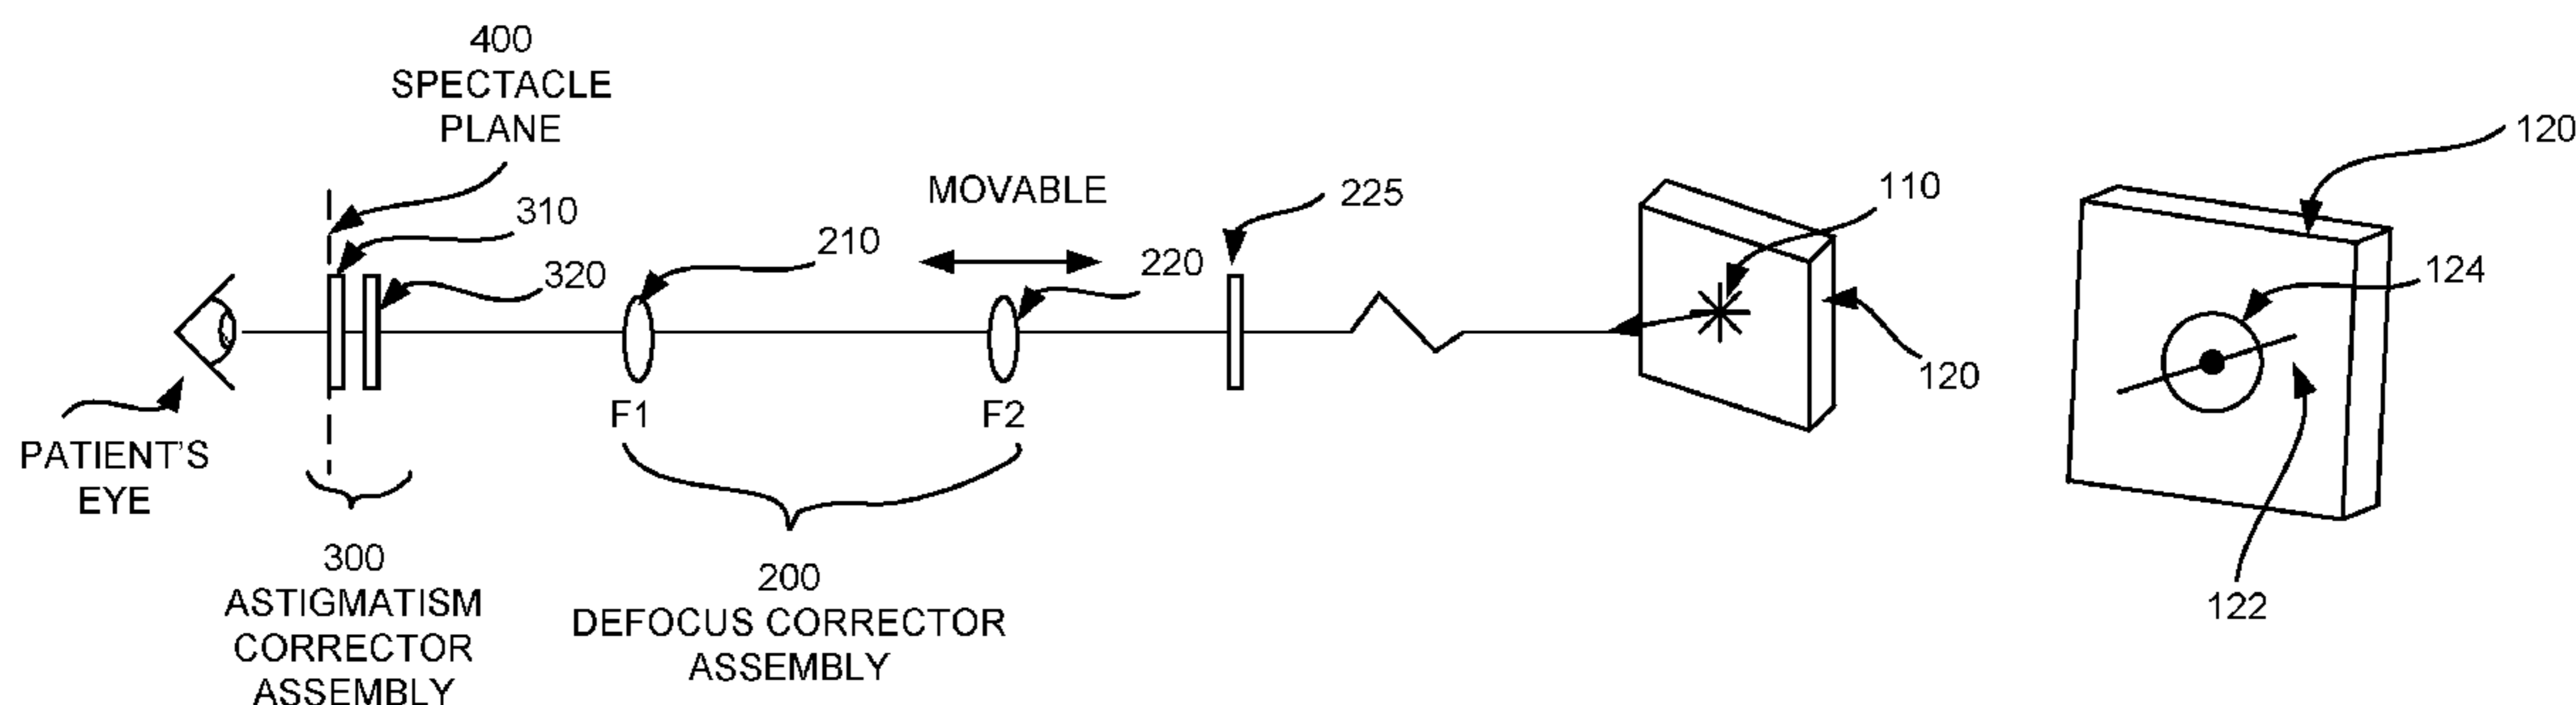 400
SPECTACLE
PLANE
310
320
210
MOVABLE
220
225
110
120
120
124
122
F1
F2
PATIENT'S
EYE
300
ASTIGMATISM
CORRECTOR
ASSEMBLY
200
DEFOCUS CORRECTOR
ASSEMBLY